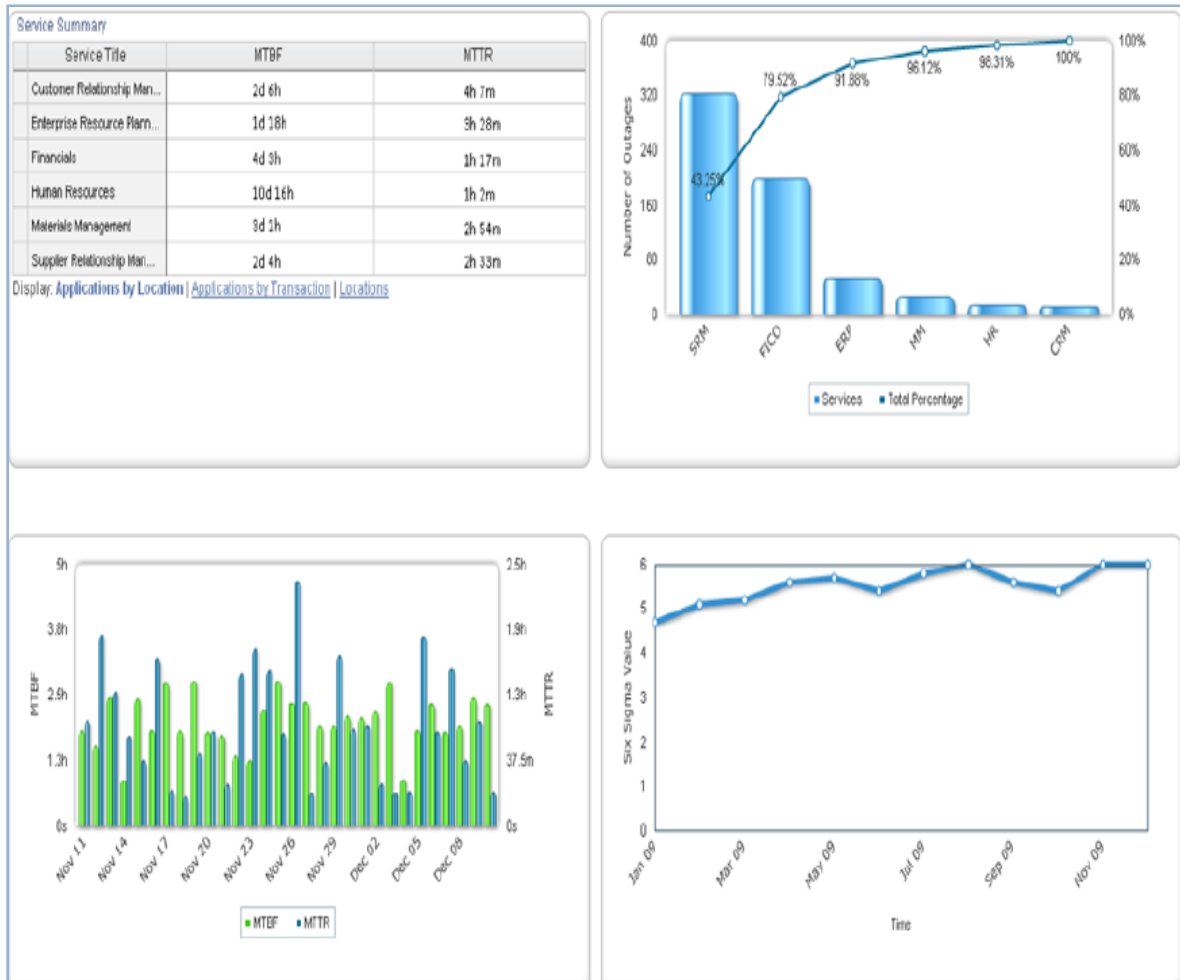 Service Summary
Service Title MTBF MTTR
Customer Relationship Man... 2d 6h 4h 7m
Enterprise Resource Plann... 1d 18h 3h 28m
Financials 4d 3h 1h 17m
Human Resources 10d 16h 1h 2m
Materials Management 3d 1h 2h 54m
Supplier Relationship Man... 2d 4h 2h 33m
Display: Applications by Location | Applications by Transaction | Locations
400
320
240
160
80
0
Number of Outages
43.25%
79.52%
91.88%
96.12%
98.31%
100%
100%
80%
60%
40%
20%
0%
SRM
FICO
ERP
MM
HR
CRM
Services Total Percentage
MTBF
5h
3.8h
2.9h
1.3h
0s
2.5h
1.9h
1.3h
37.5m
0s
MTTR
Nov 11
Nov 14
Nov 17
Nov 20
Nov 23
Nov 26
Nov 29
Dec 02
Dec 05
Dec 08
MTBF MTTR
Six Sigma Value
6
5
4
3
2
1
0
Jan 09
Mar 09
May 09
Jul 09
Sep 09
Nov 09
Time